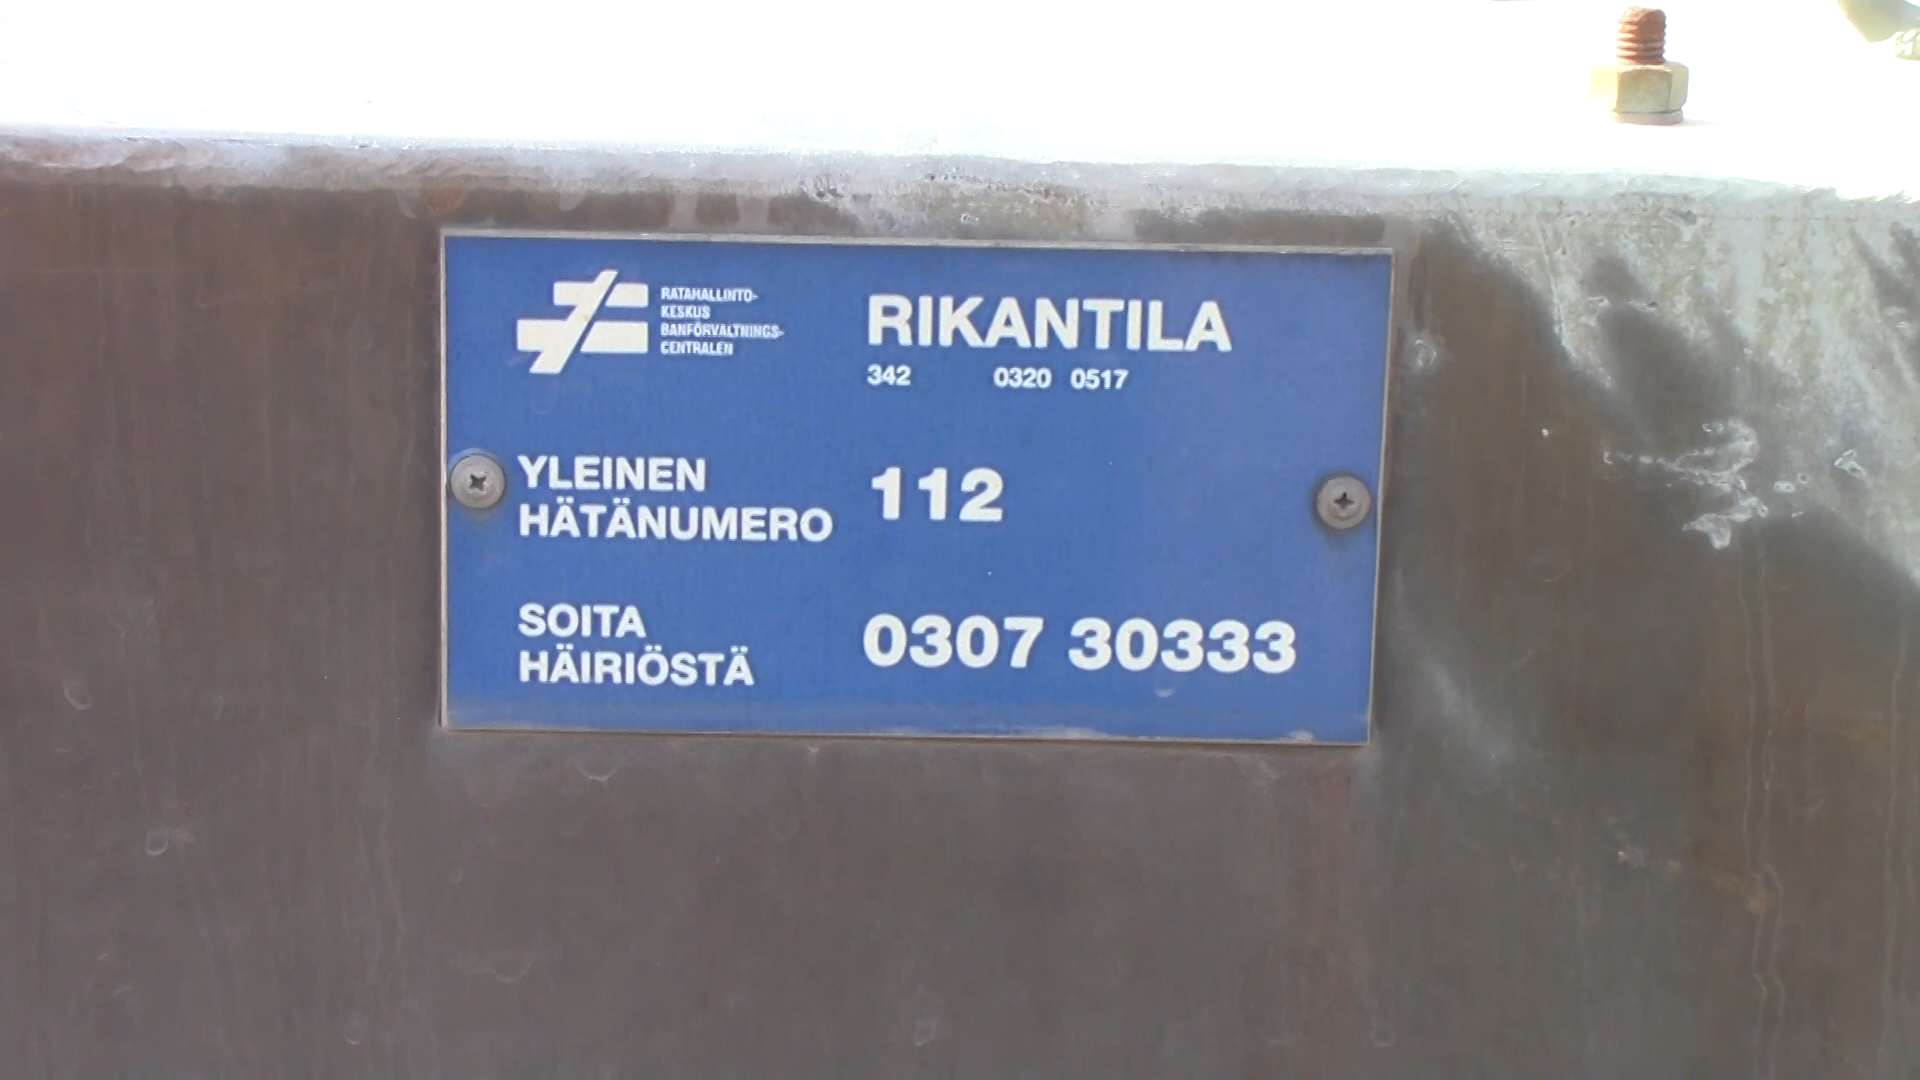 RATAHALLINTO-
KESKUS
BANFÖRVALTNINGS-
CENTRALEN
RIKANTILA
342 0320 0517
YLEINEN
HÄTÄNUMERO
112
SOITA
HÄIRIÖSTÄ
0307 30333